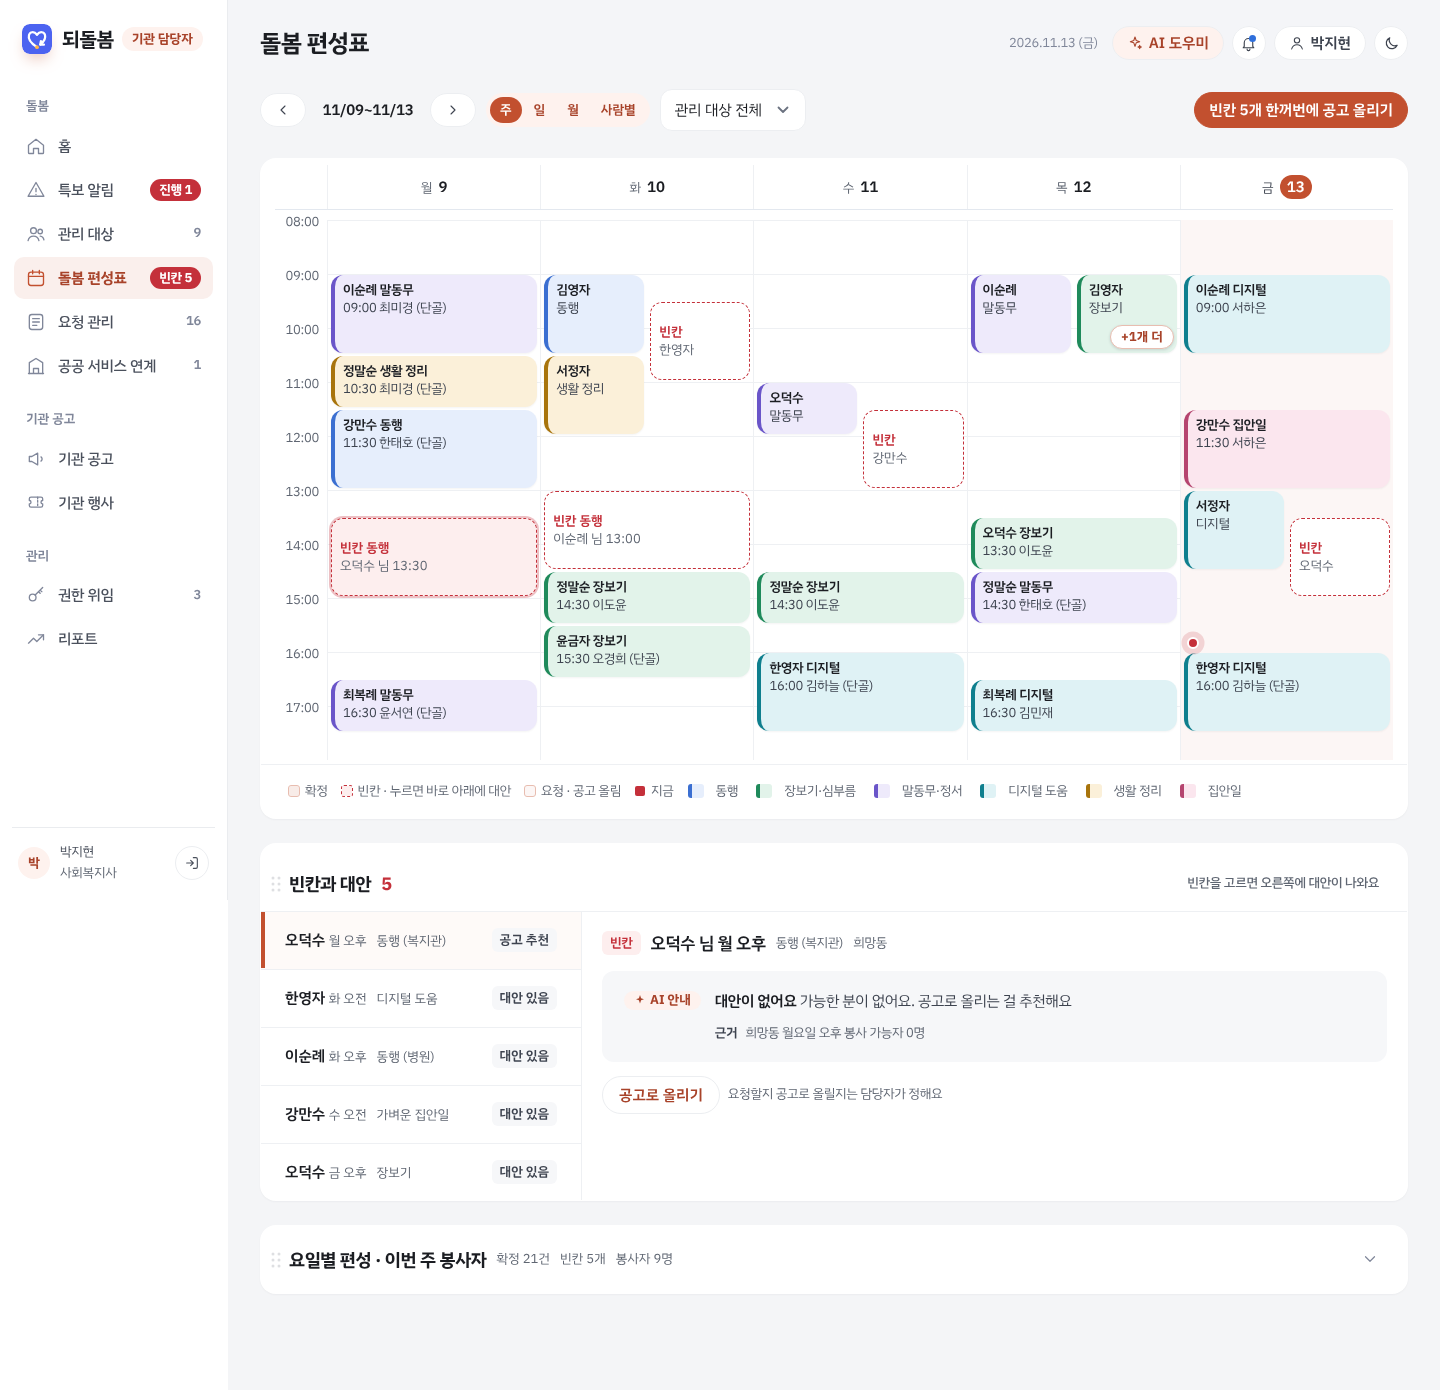 되돌봄 기관 담당자
돌봄
홈
특보 알림 진행 1
관리 대상 9
돌봄 편성표 빈칸 5
요청 관리 16
공공 서비스 연계 1
기관 공고
기관 공고
기관 행사
관리
권한 위임 3
리포트
박 박지현
사회복지사
돌봄 편성표
2026.11.13 (금) AI 도우미 박지현
11/09~11/13 주 일 월 사람별 관리 대상 전체 빈칸 5개 한꺼번에 공고 올리기
월 9 화 10 수 11 목 12 금 13
08:00
09:00
10:00
11:00
12:00
13:00
14:00
15:00
16:00
17:00
이순례 말동무
09:00 최미경 (단골)
정말순 생활 정리
10:30 최미경 (단골)
강만수 동행
11:30 한태호 (단골)
빈칸 동행
오덕수 님 13:30
최복례 말동무
16:30 윤서연 (단골)
김영자
동행
빈칸
한영자
서정자
생활 정리
빈칸 동행
이순례 님 13:00
정말순 장보기
14:30 이도윤
윤금자 장보기
15:30 오경희 (단골)
오덕수
말동무
빈칸
강만수
정말순 장보기
14:30 이도윤
한영자 디지털
16:00 김하늘 (단골)
이순례
말동무
김영자
장보기
+1개 더
오덕수 장보기
13:30 이도윤
정말순 말동무
14:30 한태호 (단골)
최복례 디지털
16:30 김민재
이순례 디지털
09:00 서하은
강만수 집안일
11:30 서하은
서정자
디지털
빈칸
오덕수
한영자 디지털
16:00 김하늘 (단골)
확정 빈칸 · 누르면 바로 아래에 대안 요청 · 공고 올림 지금 동행 장보기·심부름 말동무·정서 디지털 도움 생활 정리 집안일
빈칸과 대안 5 빈칸을 고르면 오른쪽에 대안이 나와요
오덕수 월 오후 동행 (복지관) 공고 추천
한영자 화 오전 디지털 도움 대안 있음
이순례 화 오후 동행 (병원) 대안 있음
강만수 수 오전 가벼운 집안일 대안 있음
오덕수 금 오후 장보기 대안 있음
빈칸 오덕수 님 월 오후 동행 (복지관) 희망동
AI 안내 대안이 없어요 가능한 분이 없어요. 공고로 올리는 걸 추천해요
근거 희망동 월요일 오후 봉사 가능자 0명
공고로 올리기 요청할지 공고로 올릴지는 담당자가 정해요
요일별 편성 · 이번 주 봉사자 확정 21건 빈칸 5개 봉사자 9명